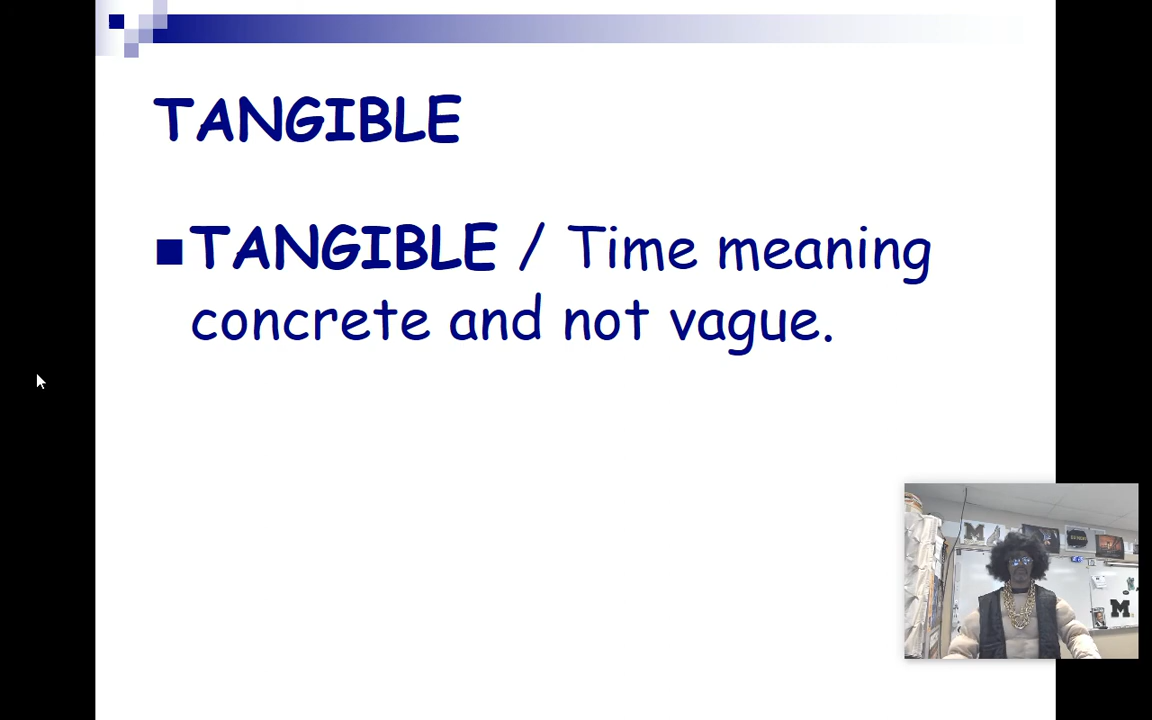 TANGIBLE
TANGIBLE / Time meaning
concrete and not vague.
M
M